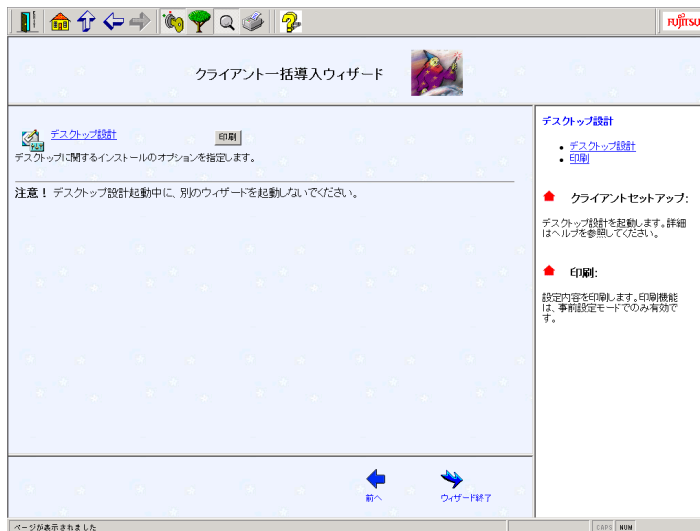 FUJITSU
クライアント一括導入ウィザード
デスクトップ設計
印刷
デスクトップに関するインストールのオプションを指定します。
注意！ デスクトップ設計起動中に、別のウィザードを起動しないでください。
前へ
ウィザード終了
デスクトップ設計
• デスクトップ設計
• 印刷
クライアントセットアップ:
デスクトップ設計を起動します。詳細
はヘルプを参照してください。
印刷:
設定内容を印刷します。印刷機能
は、事前設定モードでのみ有効で
す。
ページが表示されました
CAPS
NUM